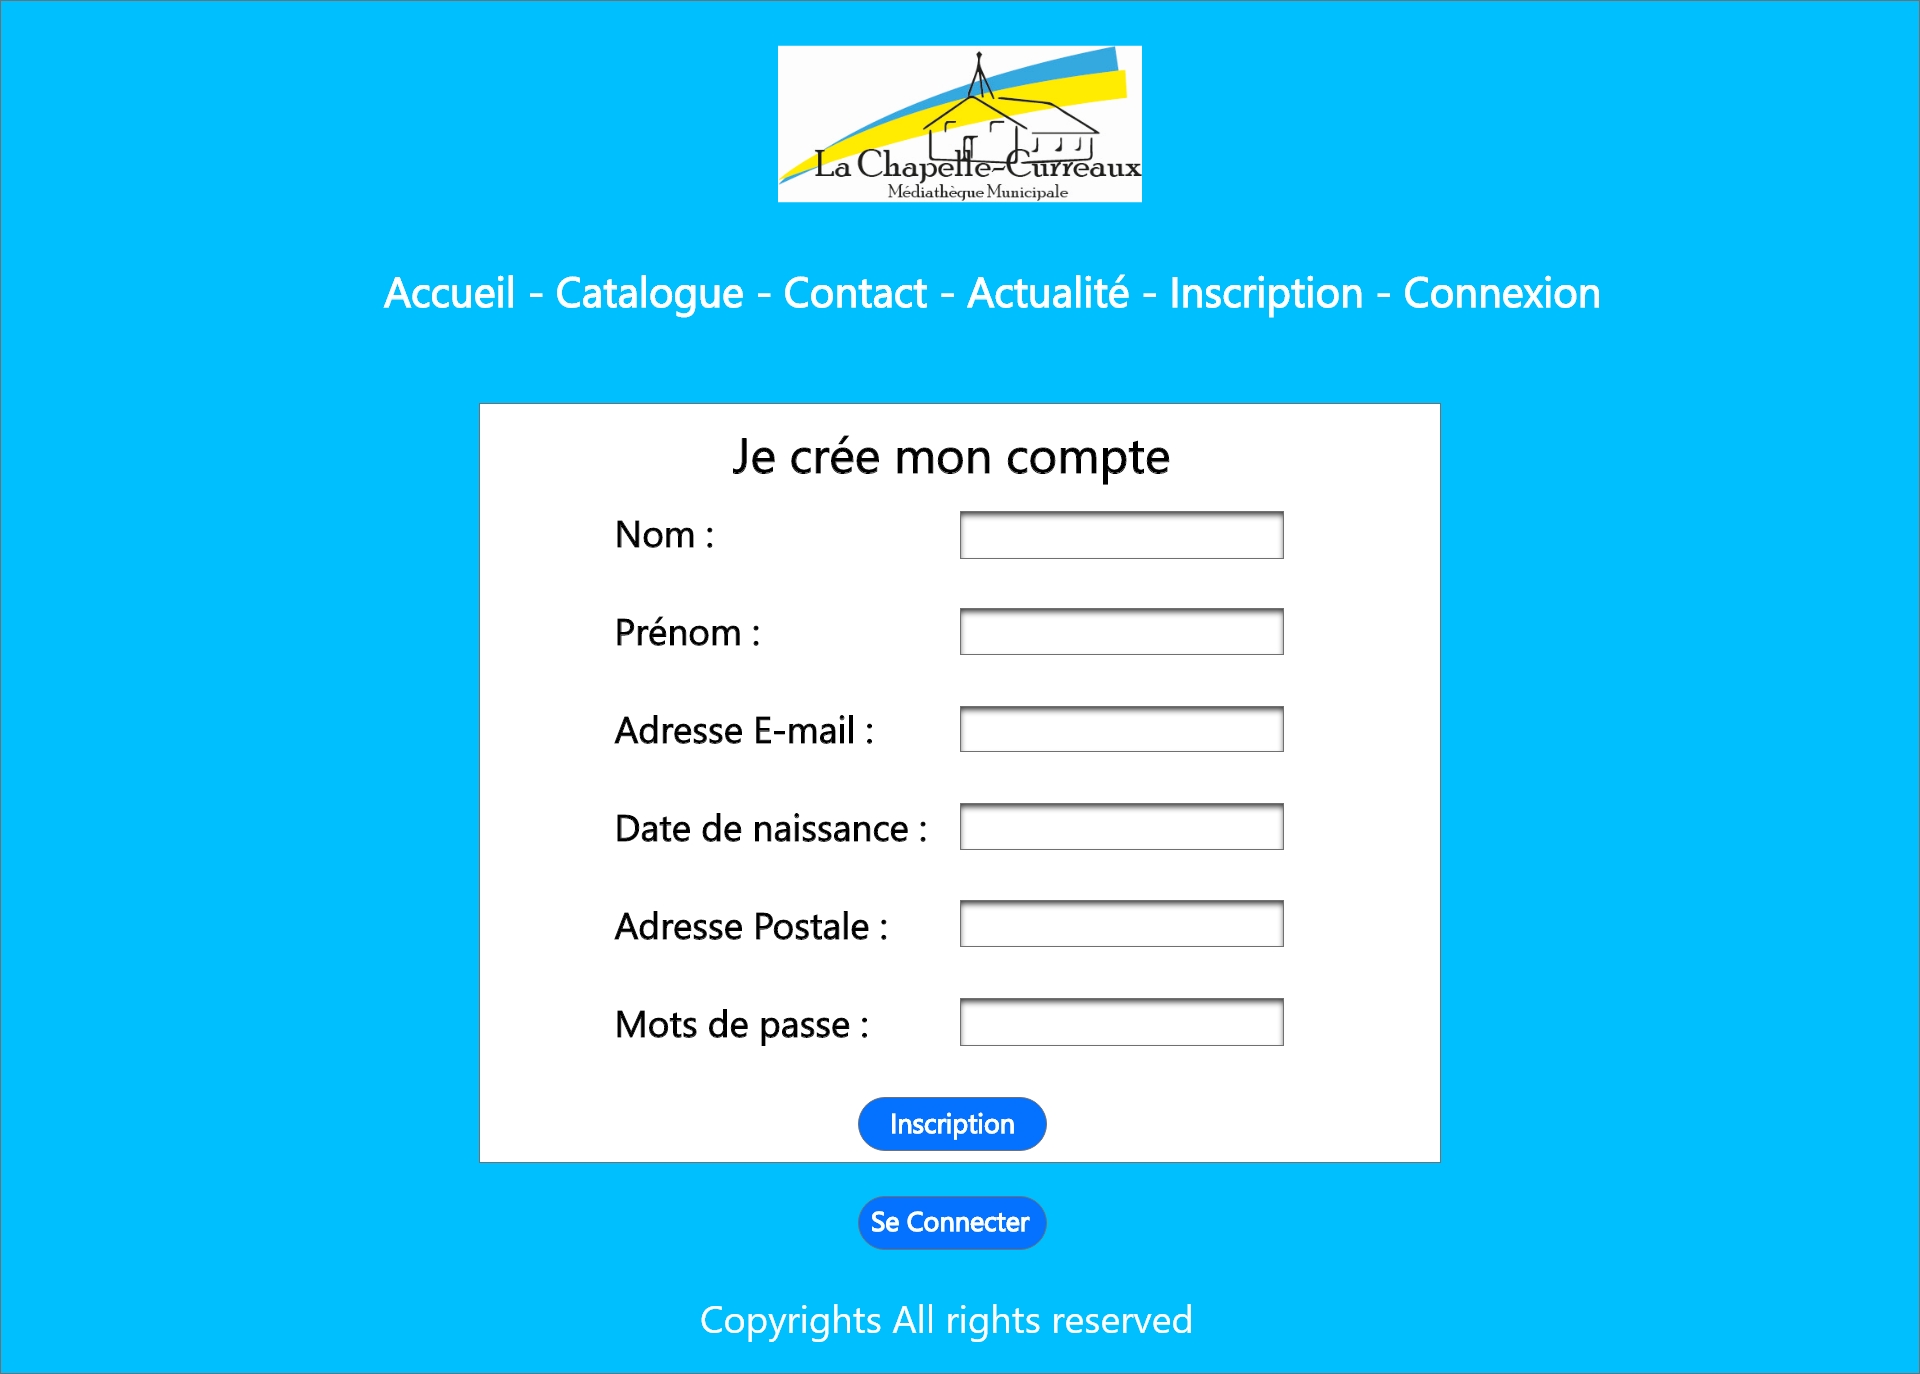 La Chapelle-Curreaux
Médiathèque Municipale
Accueil - Catalogue - Contact - Actualité - Inscription - Connexion
Je crée mon compte
Nom :
Prénom :
Adresse E-mail :
Date de naissance :
Adresse Postale :
Mots de passe :
Inscription
Se Connecter
Copyrights All rights reserved